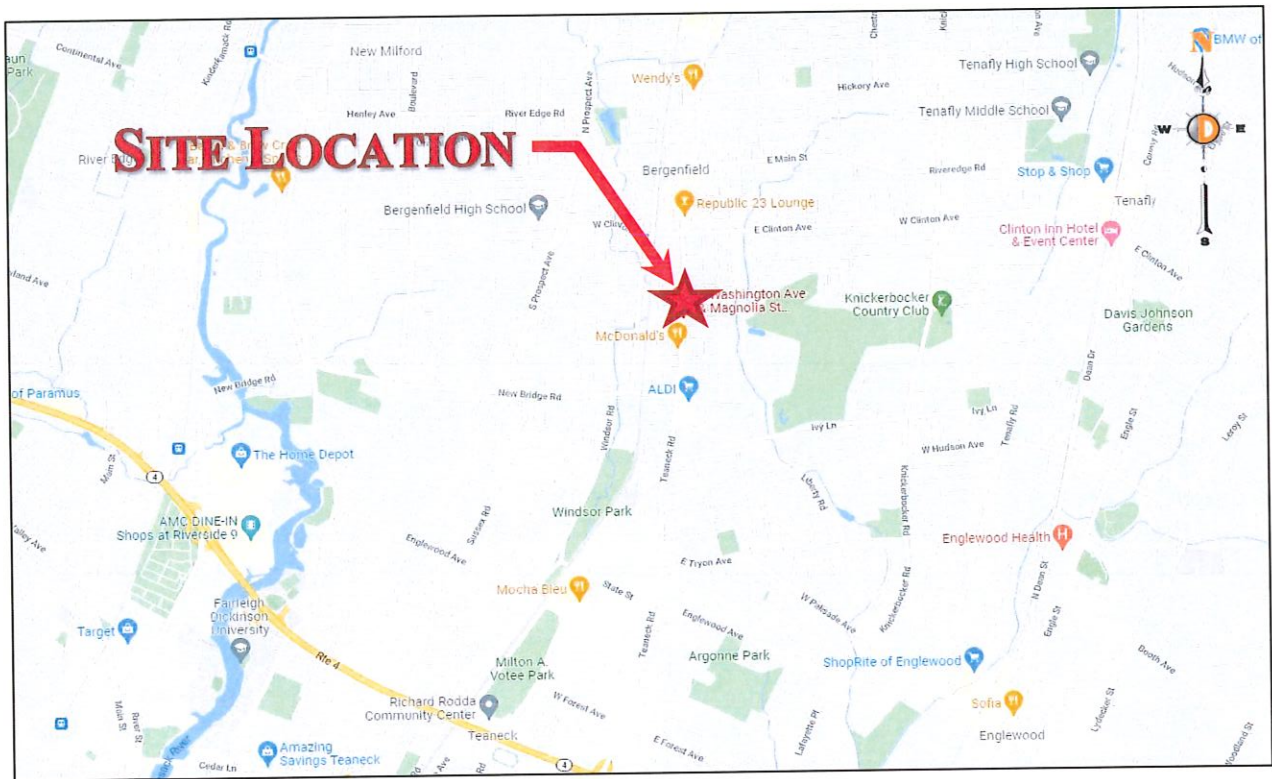 Continental Ave
Kinderkamack Rd
New Milford
Henley Ave
Boulevard
River Edge Rd
N Prospect Ave
Wendy's
Hickory Ave
Tenafly High School
Tenafly Middle School
BMW of
N
W
D
E
S
SITE LOCATION
Bergenfield
E Main St
Riveredge Rd
Stop & Shop
County Rd
Bergenfield High School
Republic 23 Lounge
E Clinton Ave
W Clinton Ave
Tenafly
Clinton Inn Hotel
& Event Center
E Clinton Ave
S Prospect Ave
Washington Ave
Magnolia St..
Knickerbocker
Country Club
Davis Johnson
Gardens
McDonald's
ALDI
New Bridge Rd
New Bridge Rd
of Paramus
Windsor Rd
Teaneck Rd
Ivy Ln
Ivy Ln
Dean Dr
Tenafly Rd
Engle St
Leroy St
W Hudson Ave
The Home Depot
Main St
4
AMC DINE-IN
Shops at Riverside 9
Windsor Park
Sussex Rd
Englewood Ave
Liberty Rd
Knickerbocker Rd
Englewood Health
E Tryon Ave
Mocha Bleu
State St
W Palisade Ave
Knickerbocker Rd
N Dean St
Engle St
Fairleigh
Dickinson
University
Target
Englewood Ave
Teaneck Rd
Argonne Park
ShopRite of Englewood
Booth Ave
Rte 4
Milton A.
Votee Park
W Forest Ave
Richard Rodda
Community Center
Teaneck
Sofia
Englewood
Lydecker St
Woodland St
Main St
River St
Amazing
Savings Teaneck
Cedar Ln
E Forest Ave
Lafayette Pl
4